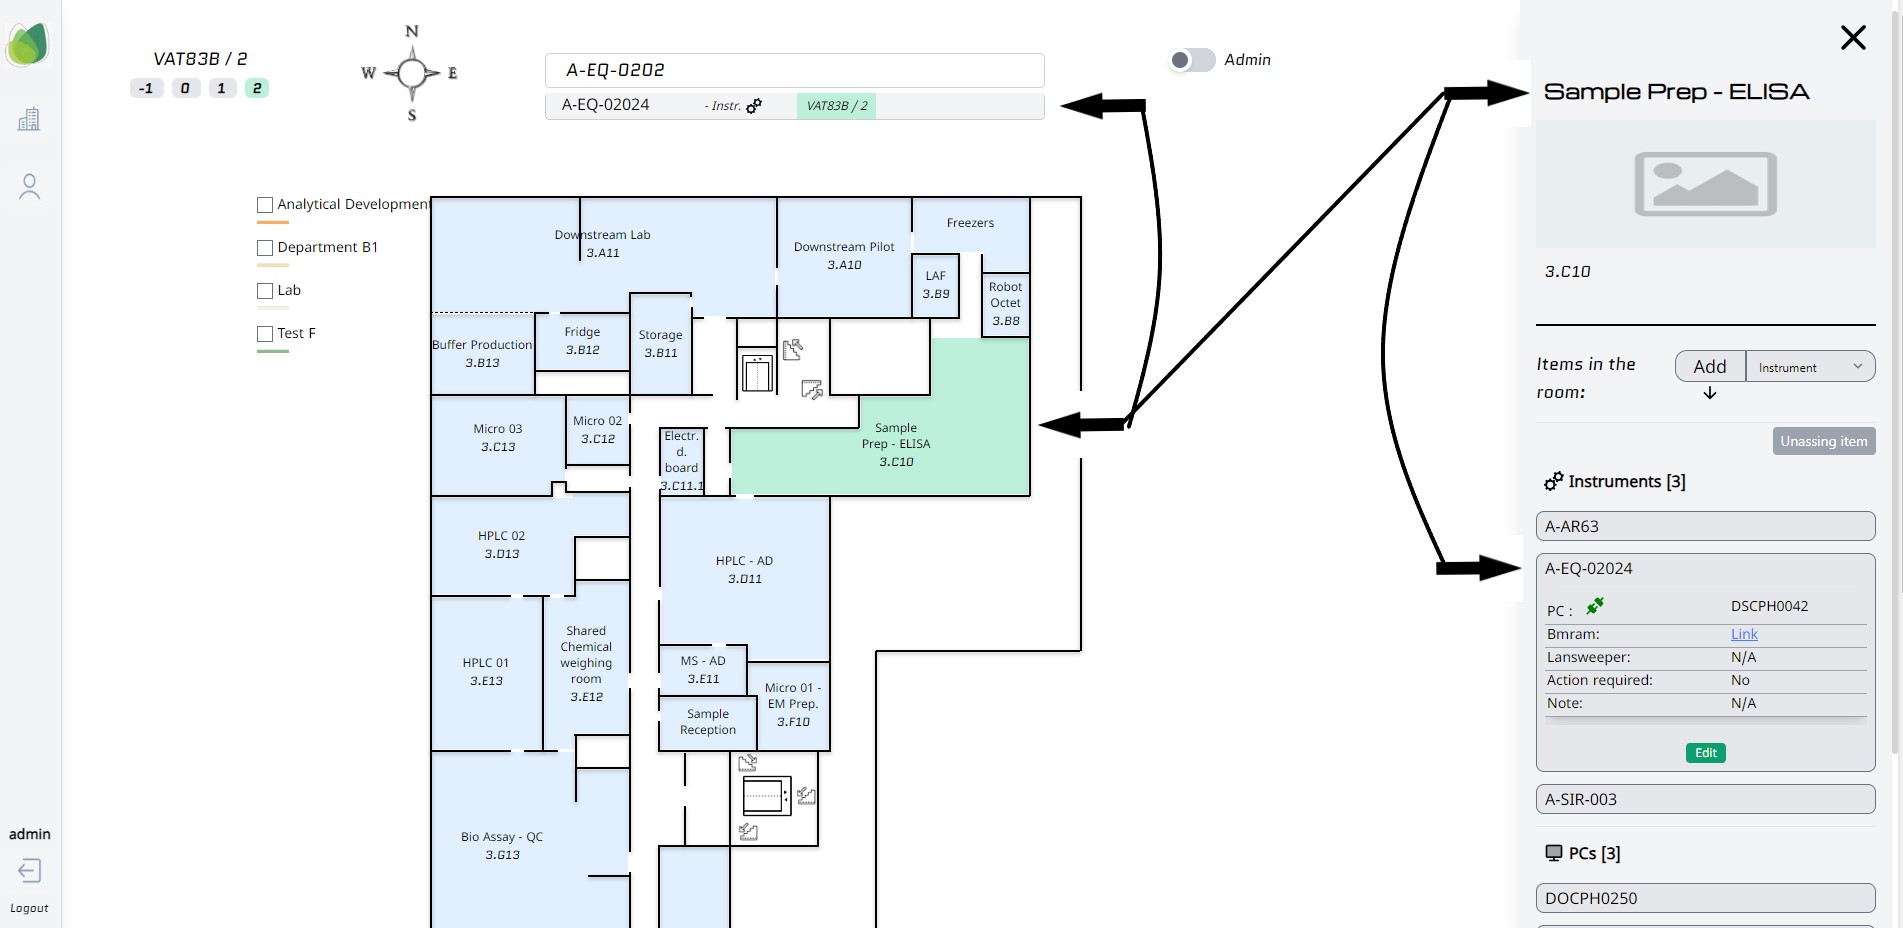 VAT83B / 2
-1 0 1 2
N
W E
S
A-EQ-0202
A-EQ-02024 - Instr. VAT83B / 2
Admin
Analytical Development
Department B1
Lab
Test F
Downstream Lab
3.A11
Downstream Pilot
3.A10
Freezers
LAF
3.B9
Robot
Octet
3.B8
Buffer Production
3.B13
Fridge
3.B12
Storage
3.B11
Micro 03
3.C13
Micro 02
3.C12
Electr.
d.
board
3.C11.1
Sample
Prep - ELISA
3.C10
HPLC 02
3.D13
HPLC - AD
3.D11
HPLC 01
3.E13
Shared
Chemical
weighing
room
3.E12
MS - AD
3.E11
Micro 01 -
EM Prep.
3.F10
Sample
Reception
Bio Assay - QC
3.G13
admin
Logout
Sample Prep - ELISA
3.C10
Items in the
room:
Add Instrument
Unassing item
Instruments [3]
A-AR63
A-EQ-02024
PC : DSCPH0042
Bmram: Link
Lansweeper: N/A
Action required: No
Note: N/A
Edit
A-SIR-003
PCs [3]
DOCPH0250